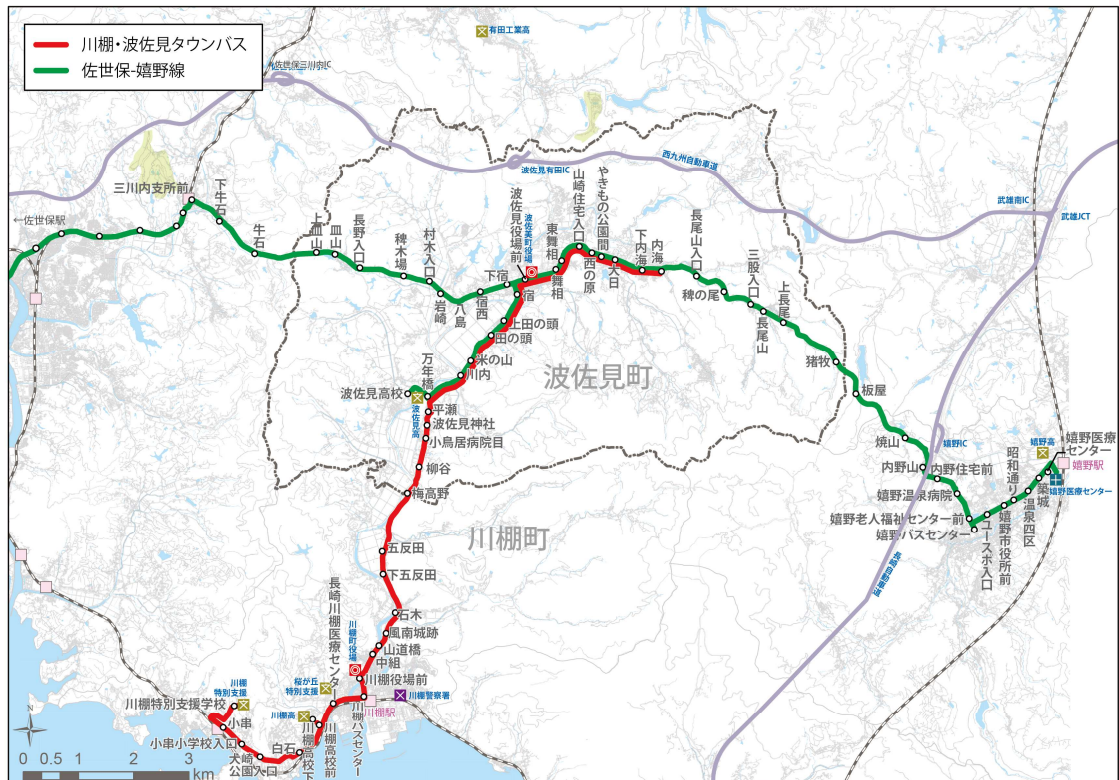 川棚・波佐見タウンバス
佐世保-嬉野線
有田工業高
佐世保三川内IC
西九州自動車道
波佐見有田IC
武雄南IC
武雄JCT
三川内支所前
下牛石
←佐世保駅
牛石
上皿山
皿山
長野入口
稗木場
村木入口
岩崎
八島
宿西
下宿
波佐見役場前
波佐美町役場
宿
東舞相
舞相
山崎住宅入口
西の原
やきもの公園間
大日
下内海
内海
長尾山入口
稗の尾
三股入口
長尾山
上長尾
猪牧
板屋
焼山
内野山
嬉野IC
内野住宅前
嬉野温泉病院
嬉野老人福祉センター前
嬉野バスセンター
ユースポ入口
嬉野市役所前
昭和通り
温泉四区
築城
嬉野高
嬉野医療
センター
嬉野駅
嬉野医療センター
長崎自動車道
上田の頭
田の頭
米の山
川内
万年橋
波佐見高校
波佐見高
波佐見町
平瀬
波佐見神社
小鳥居病院目
柳谷
梅高野
川棚町
五反田
下五反田
石木
風南城跡
山道橋
中組
川棚町役場
川棚役場前
長崎川棚医療センター
桜が丘
特別支援
川棚警察署
川棚駅
川棚バスセンター
川棚高
川棚高校前
川棚高校下
白石
犬崎
公園入口
小串小学校入口
小串
川棚特別支援学校
川棚
特別支援
N
0 0.5 1 2 3
km